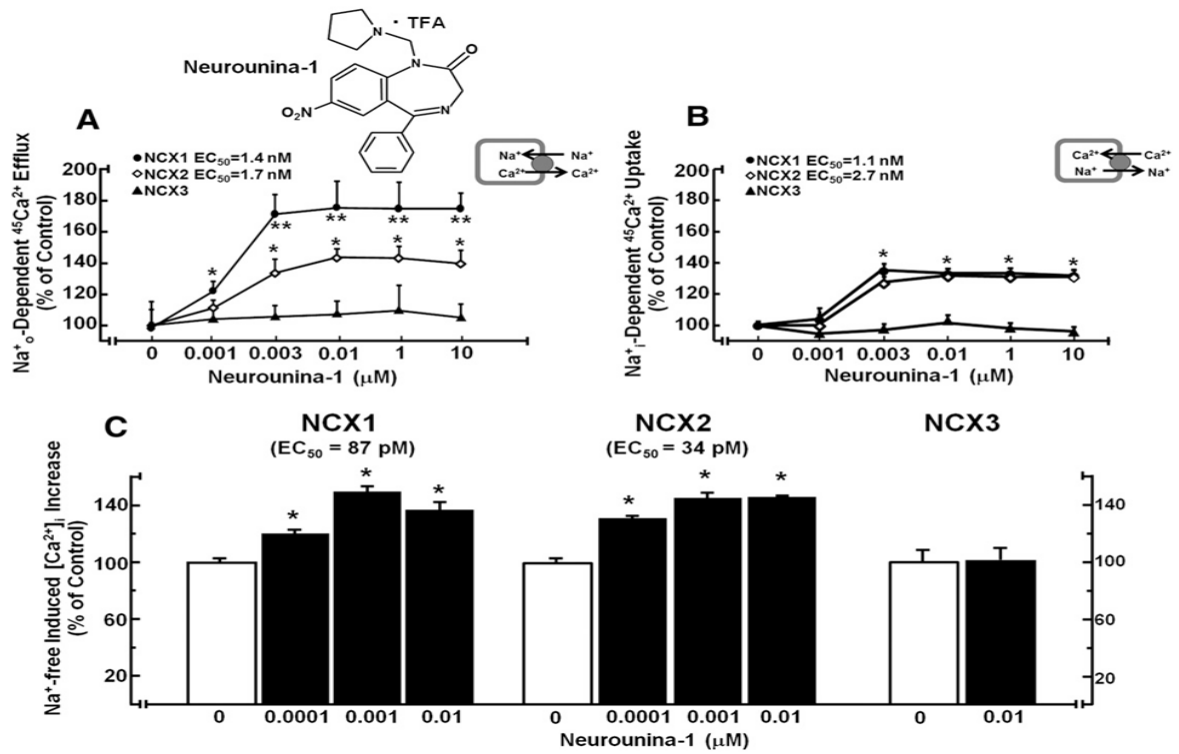 N · TFA
Neurounina-1
N
O
O₂N
N
A
Na⁺ₒ-Dependent ⁴⁵Ca²⁺ Efflux
(% of Control)
200
180
160
140
120
100
●NCX1 EC₅₀=1.4 nM
◇NCX2 EC₅₀=1.7 nM
▲NCX3
Na⁺ Na⁺
Ca²⁺ Ca²⁺
* ** ** ** **
* * * *
0 0.001 0.003 0.01 1 10
Neurounina-1 (µM)
B
Na⁺ᵢ-Dependent ⁴⁵Ca²⁺ Uptake
(% of Control)
200
180
160
140
120
100
●NCX1 EC₅₀=1.1 nM
◇NCX2 EC₅₀=2.7 nM
▲NCX3
Ca²⁺ Ca²⁺
Na⁺ Na⁺
* * * *
0 0.001 0.003 0.01 1 10
Neurounina-1 (µM)
C
NCX1 NCX2 NCX3
(EC₅₀ = 87 pM) (EC₅₀ = 34 pM)
Na⁺-free Induced [Ca²⁺]ᵢ Increase
(% of Control)
140
100
60
20
* * * * * *
140
100
60
20
0 0.0001 0.001 0.01 0 0.0001 0.001 0.01 0 0.01
Neurounina-1 (µM)